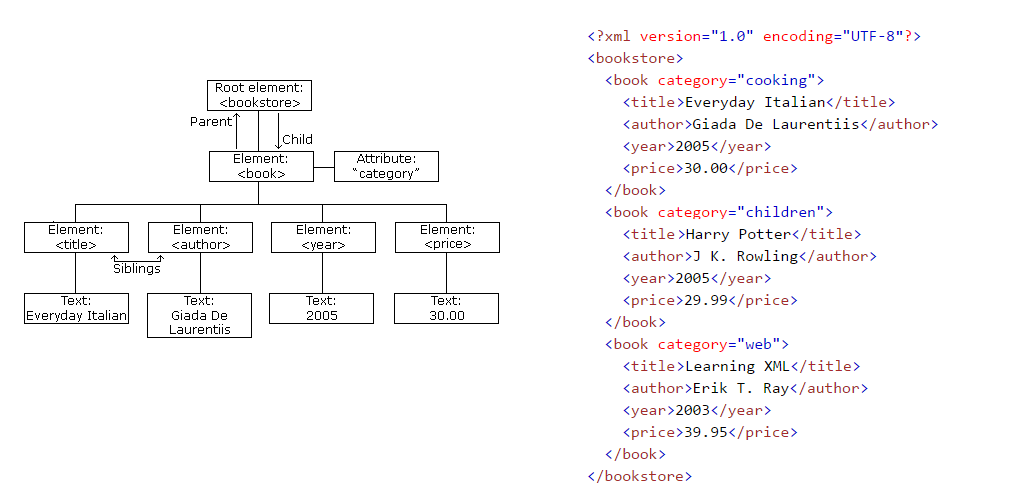 Root element:
<bookstore>
Parent
Child
Element:
<book>
Attribute:
“category”
Element:
<title>
Element:
<author>
Element:
<year>
Element:
<price>
Siblings
Text:
Everyday Italian
Text:
Giada De
Laurentiis
Text:
2005
Text:
30.00
<?xml version="1.0" encoding="UTF-8"?>
<bookstore>
  <book category="cooking">
    <title>Everyday Italian</title>
    <author>Giada De Laurentiis</author>
    <year>2005</year>
    <price>30.00</price>
  </book>
  <book category="children">
    <title>Harry Potter</title>
    <author>J K. Rowling</author>
    <year>2005</year>
    <price>29.99</price>
  </book>
  <book category="web">
    <title>Learning XML</title>
    <author>Erik T. Ray</author>
    <year>2003</year>
    <price>39.95</price>
  </book>
</bookstore>